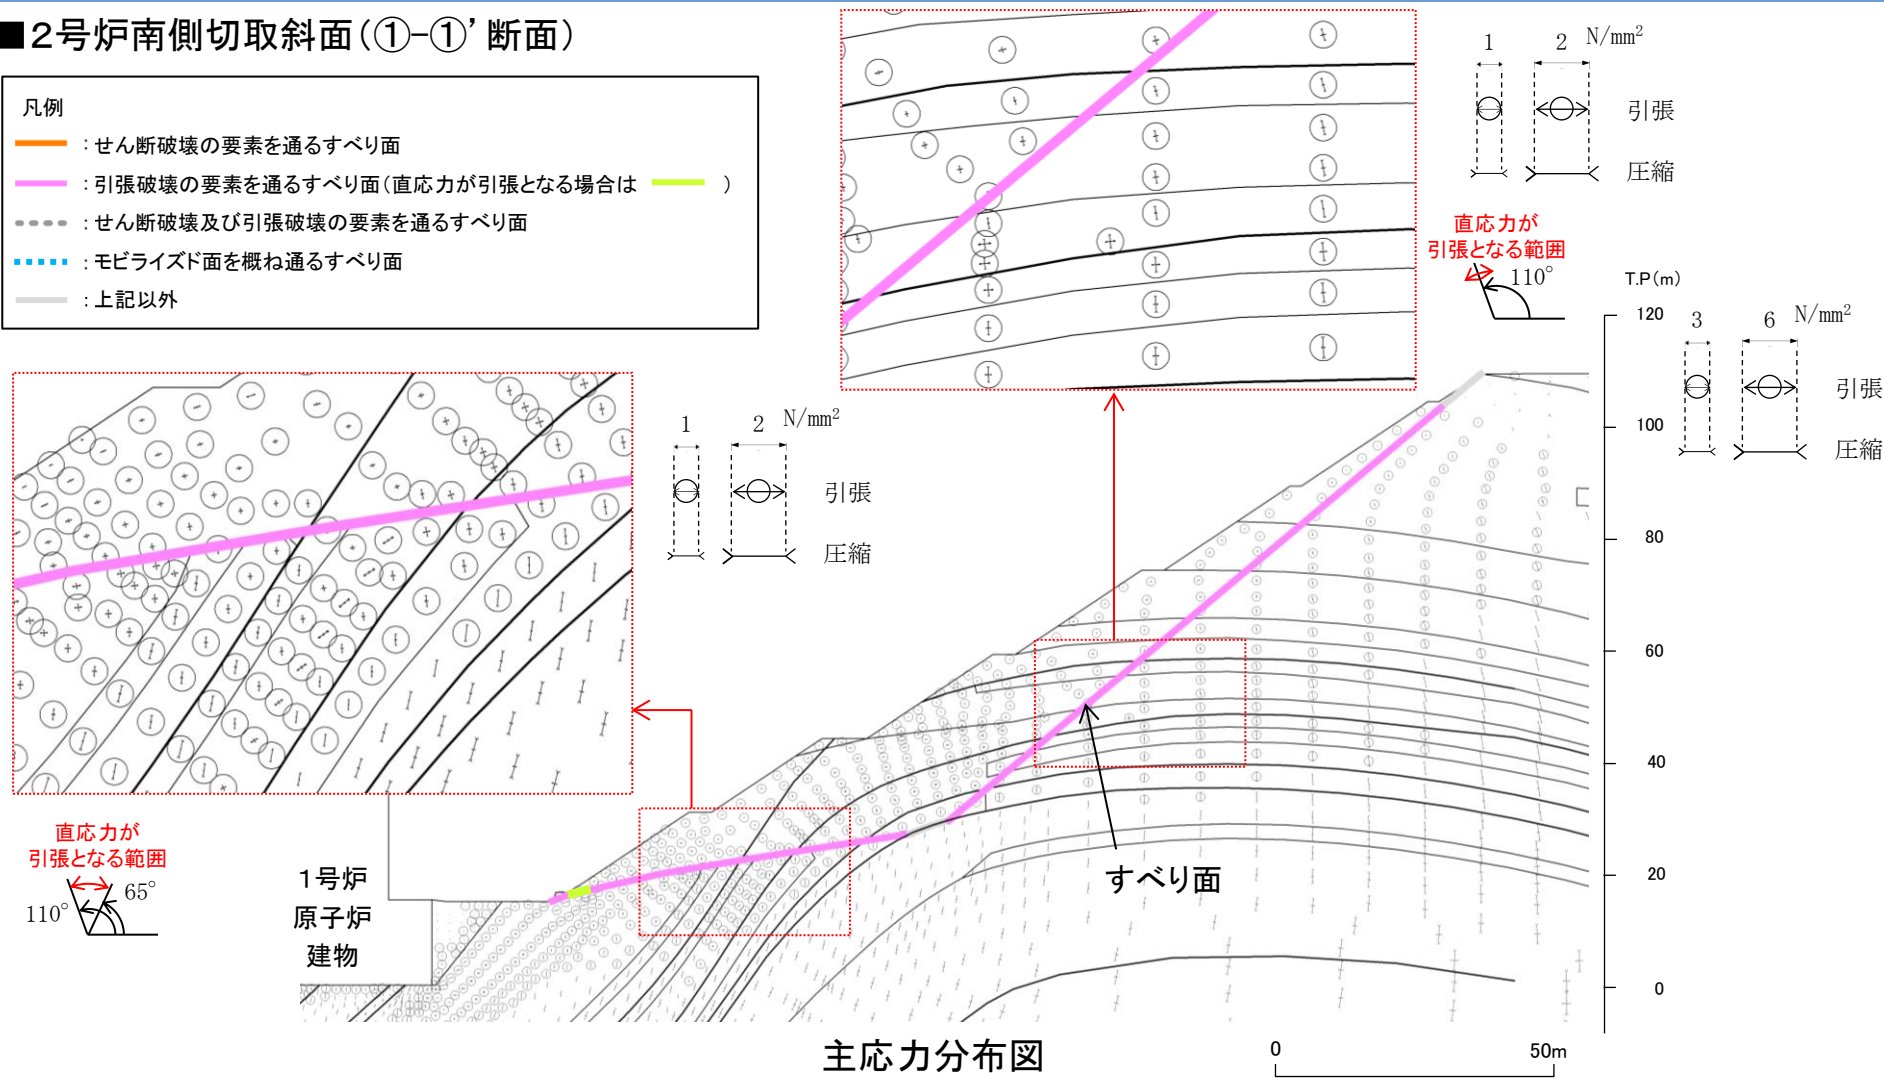 ■2号炉南側切取斜面(①-①’断面)
凡例
:せん断破壊の要素を通るすべり面
:引張破壊の要素を通るすべり面(直応力が引張となる場合は    )
:せん断破壊及び引張破壊の要素を通るすべり面
:モビライズド面を概ね通るすべり面
:上記以外
1 2 N/mm²
引張
圧縮
直応力が
引張となる範囲
110°
T.P(m)
120
100
80
60
40
20
0
3 6 N/mm²
引張
圧縮
1 2 N/mm²
引張
圧縮
直応力が
引張となる範囲
110° 65°
1号炉
原子炉
建物
すべり面
主応力分布図
0 50m